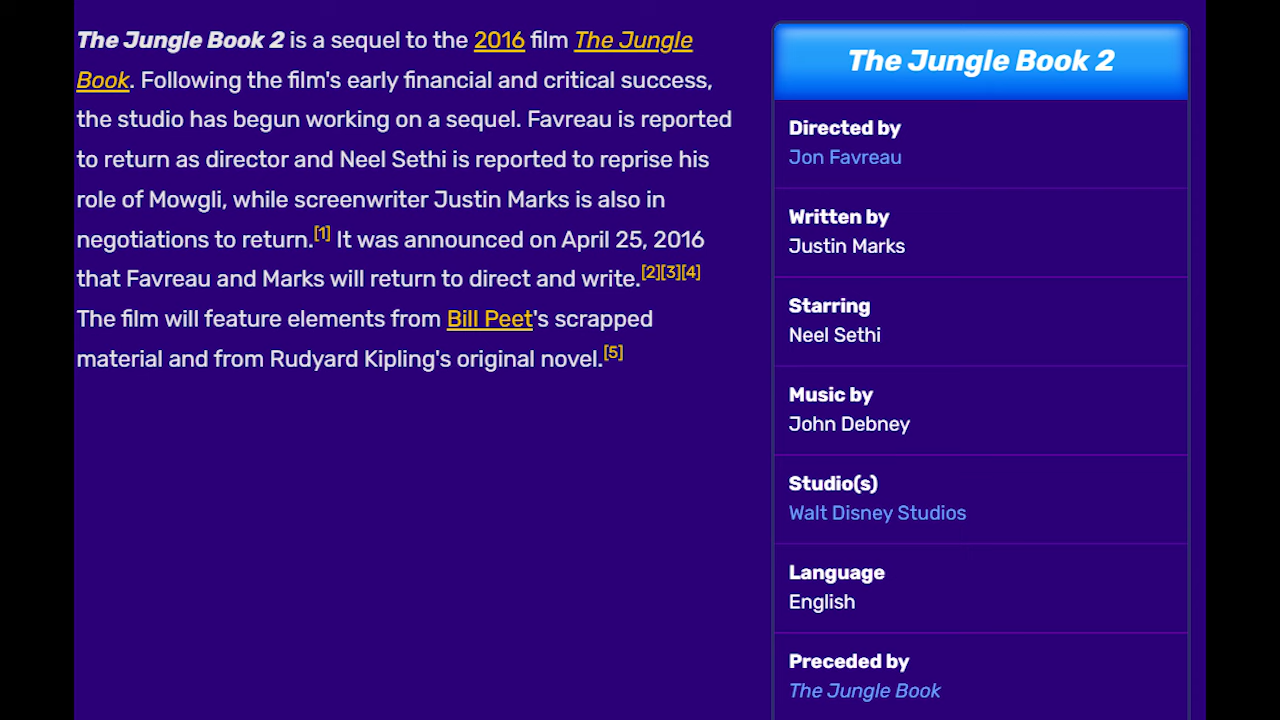 The Jungle Book 2 is a sequel to the 2016 film The Jungle
Book. Following the film's early financial and critical success,
the studio has begun working on a sequel. Favreau is reported
to return as director and Neel Sethi is reported to reprise his
role of Mowgli, while screenwriter Justin Marks is also in
negotiations to return.[1] It was announced on April 25, 2016
that Favreau and Marks will return to direct and write.[2][3][4]
The film will feature elements from Bill Peet's scrapped
material and from Rudyard Kipling's original novel.[5]
The Jungle Book 2
Directed by
Jon Favreau
Written by
Justin Marks
Starring
Neel Sethi
Music by
John Debney
Studio(s)
Walt Disney Studios
Language
English
Preceded by
The Jungle Book